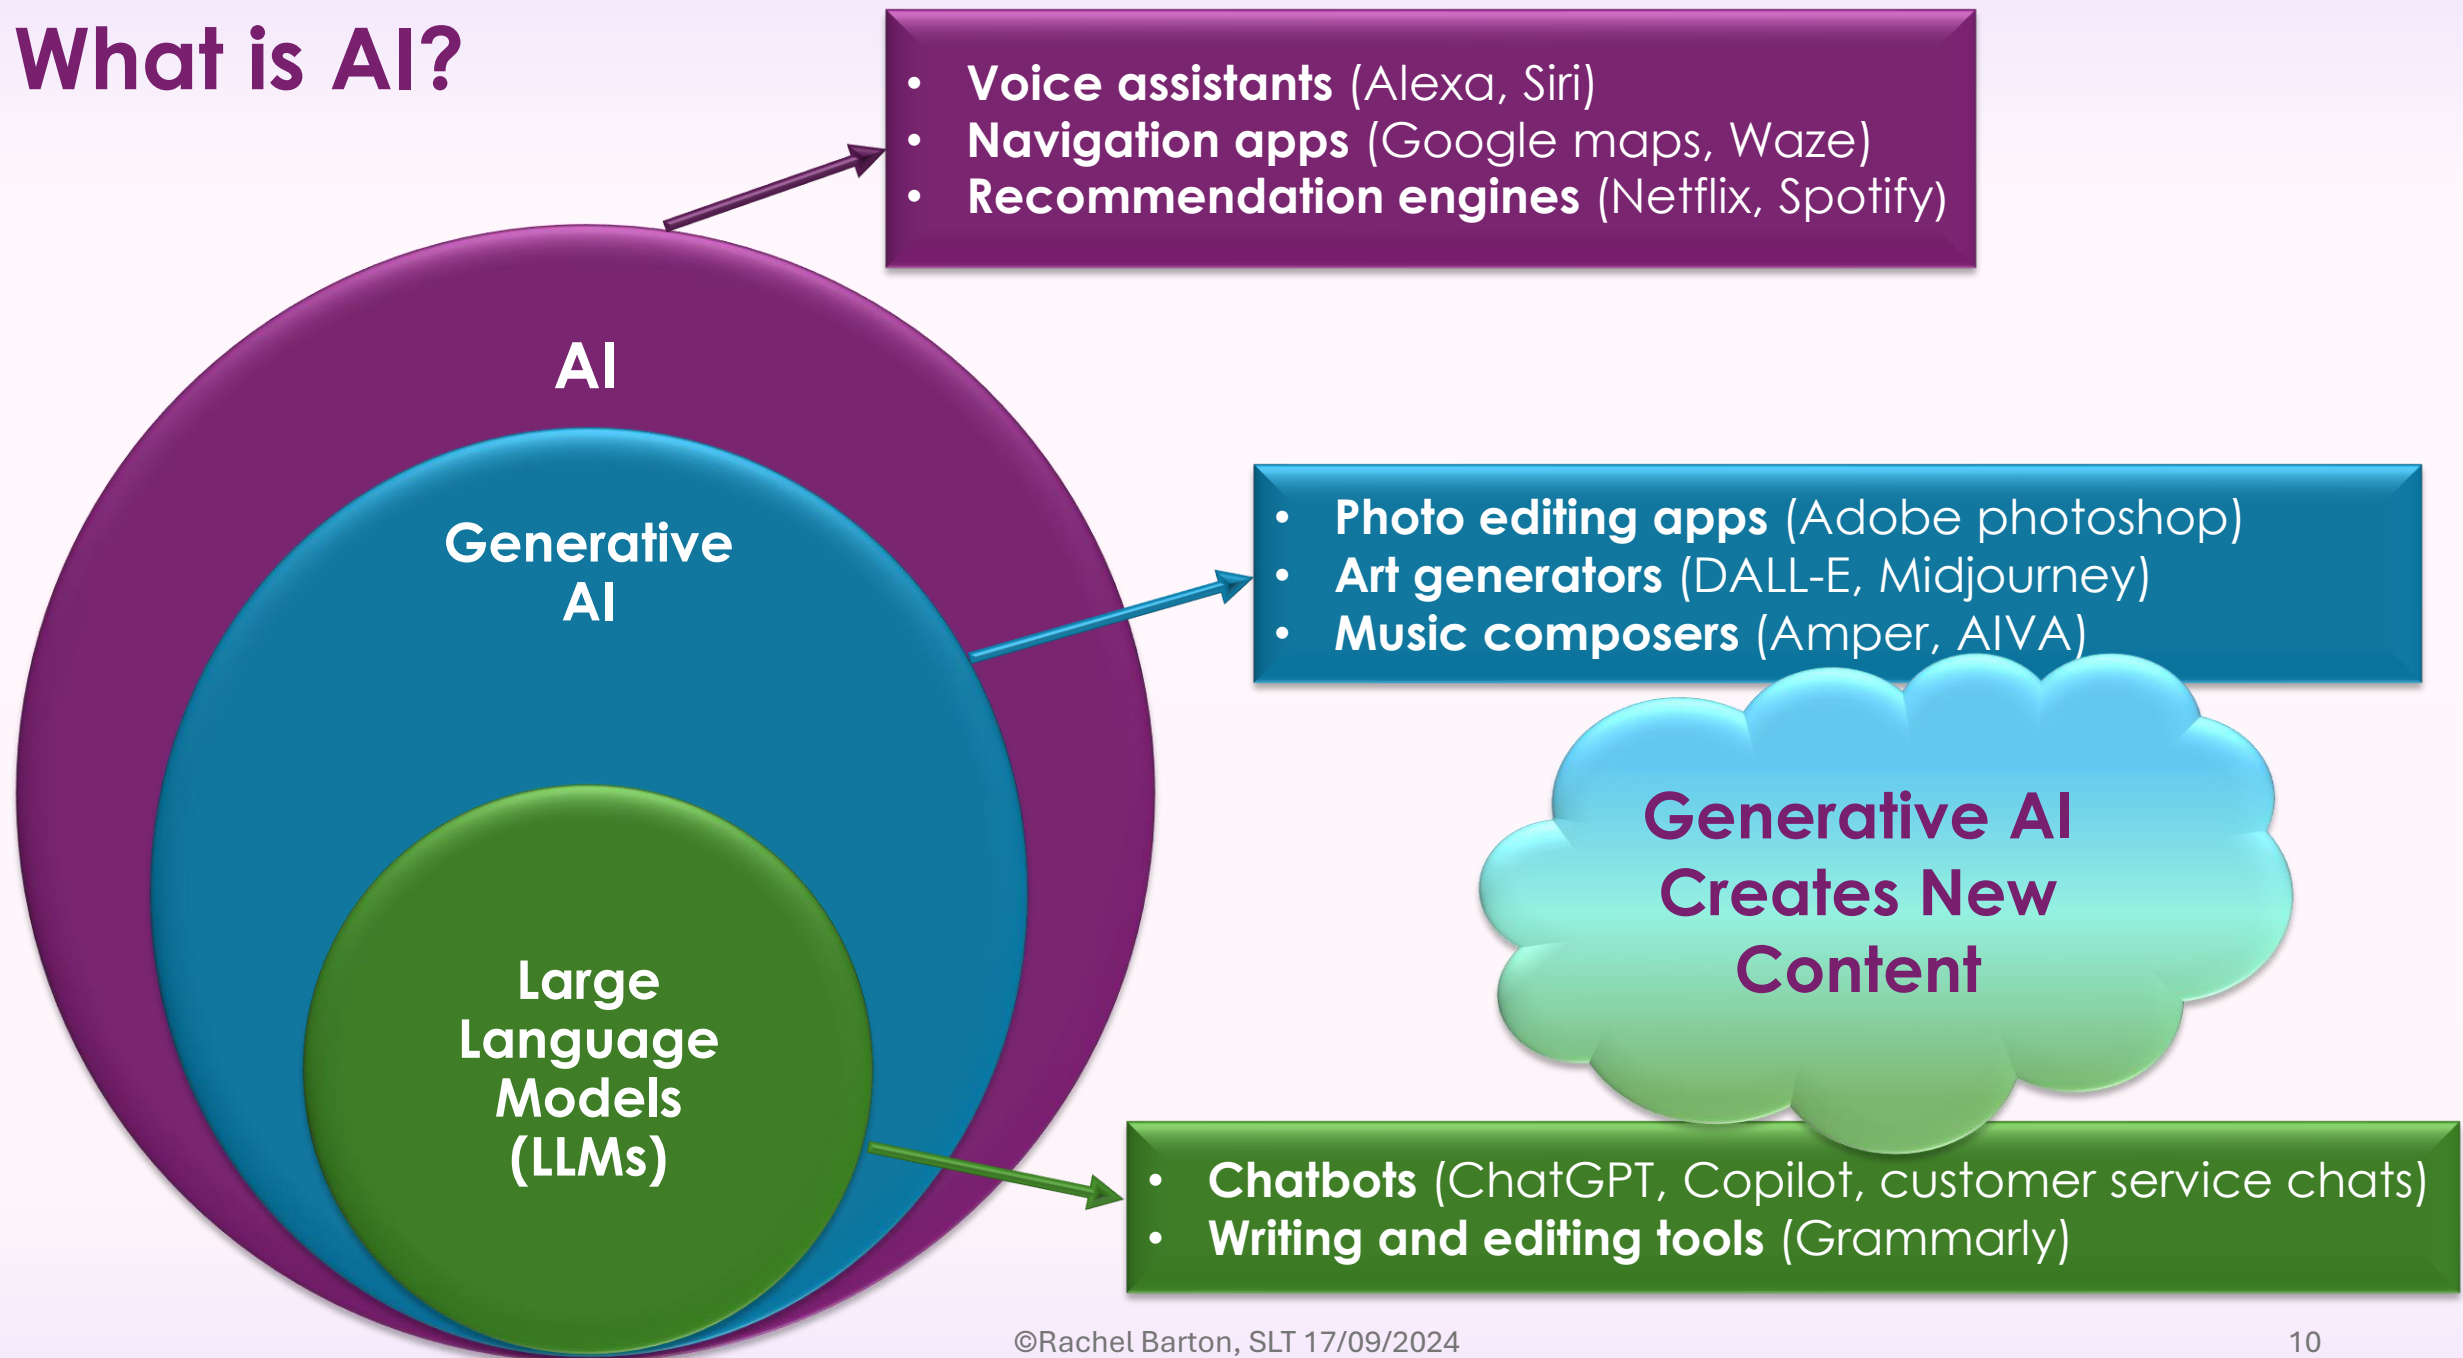 What is AI?
• Voice assistants (Alexa, Siri)
• Navigation apps (Google maps, Waze)
• Recommendation engines (Netflix, Spotify)
AI
Generative
AI
• Photo editing apps (Adobe photoshop)
• Art generators (DALL-E, Midjourney)
• Music composers (Amper, AIVA)
Generative AI
Creates New
Content
Large
Language
Models
(LLMs)
• Chatbots (ChatGPT, Copilot, customer service chats)
• Writing and editing tools (Grammarly)
©Rachel Barton, SLT 17/09/2024
10